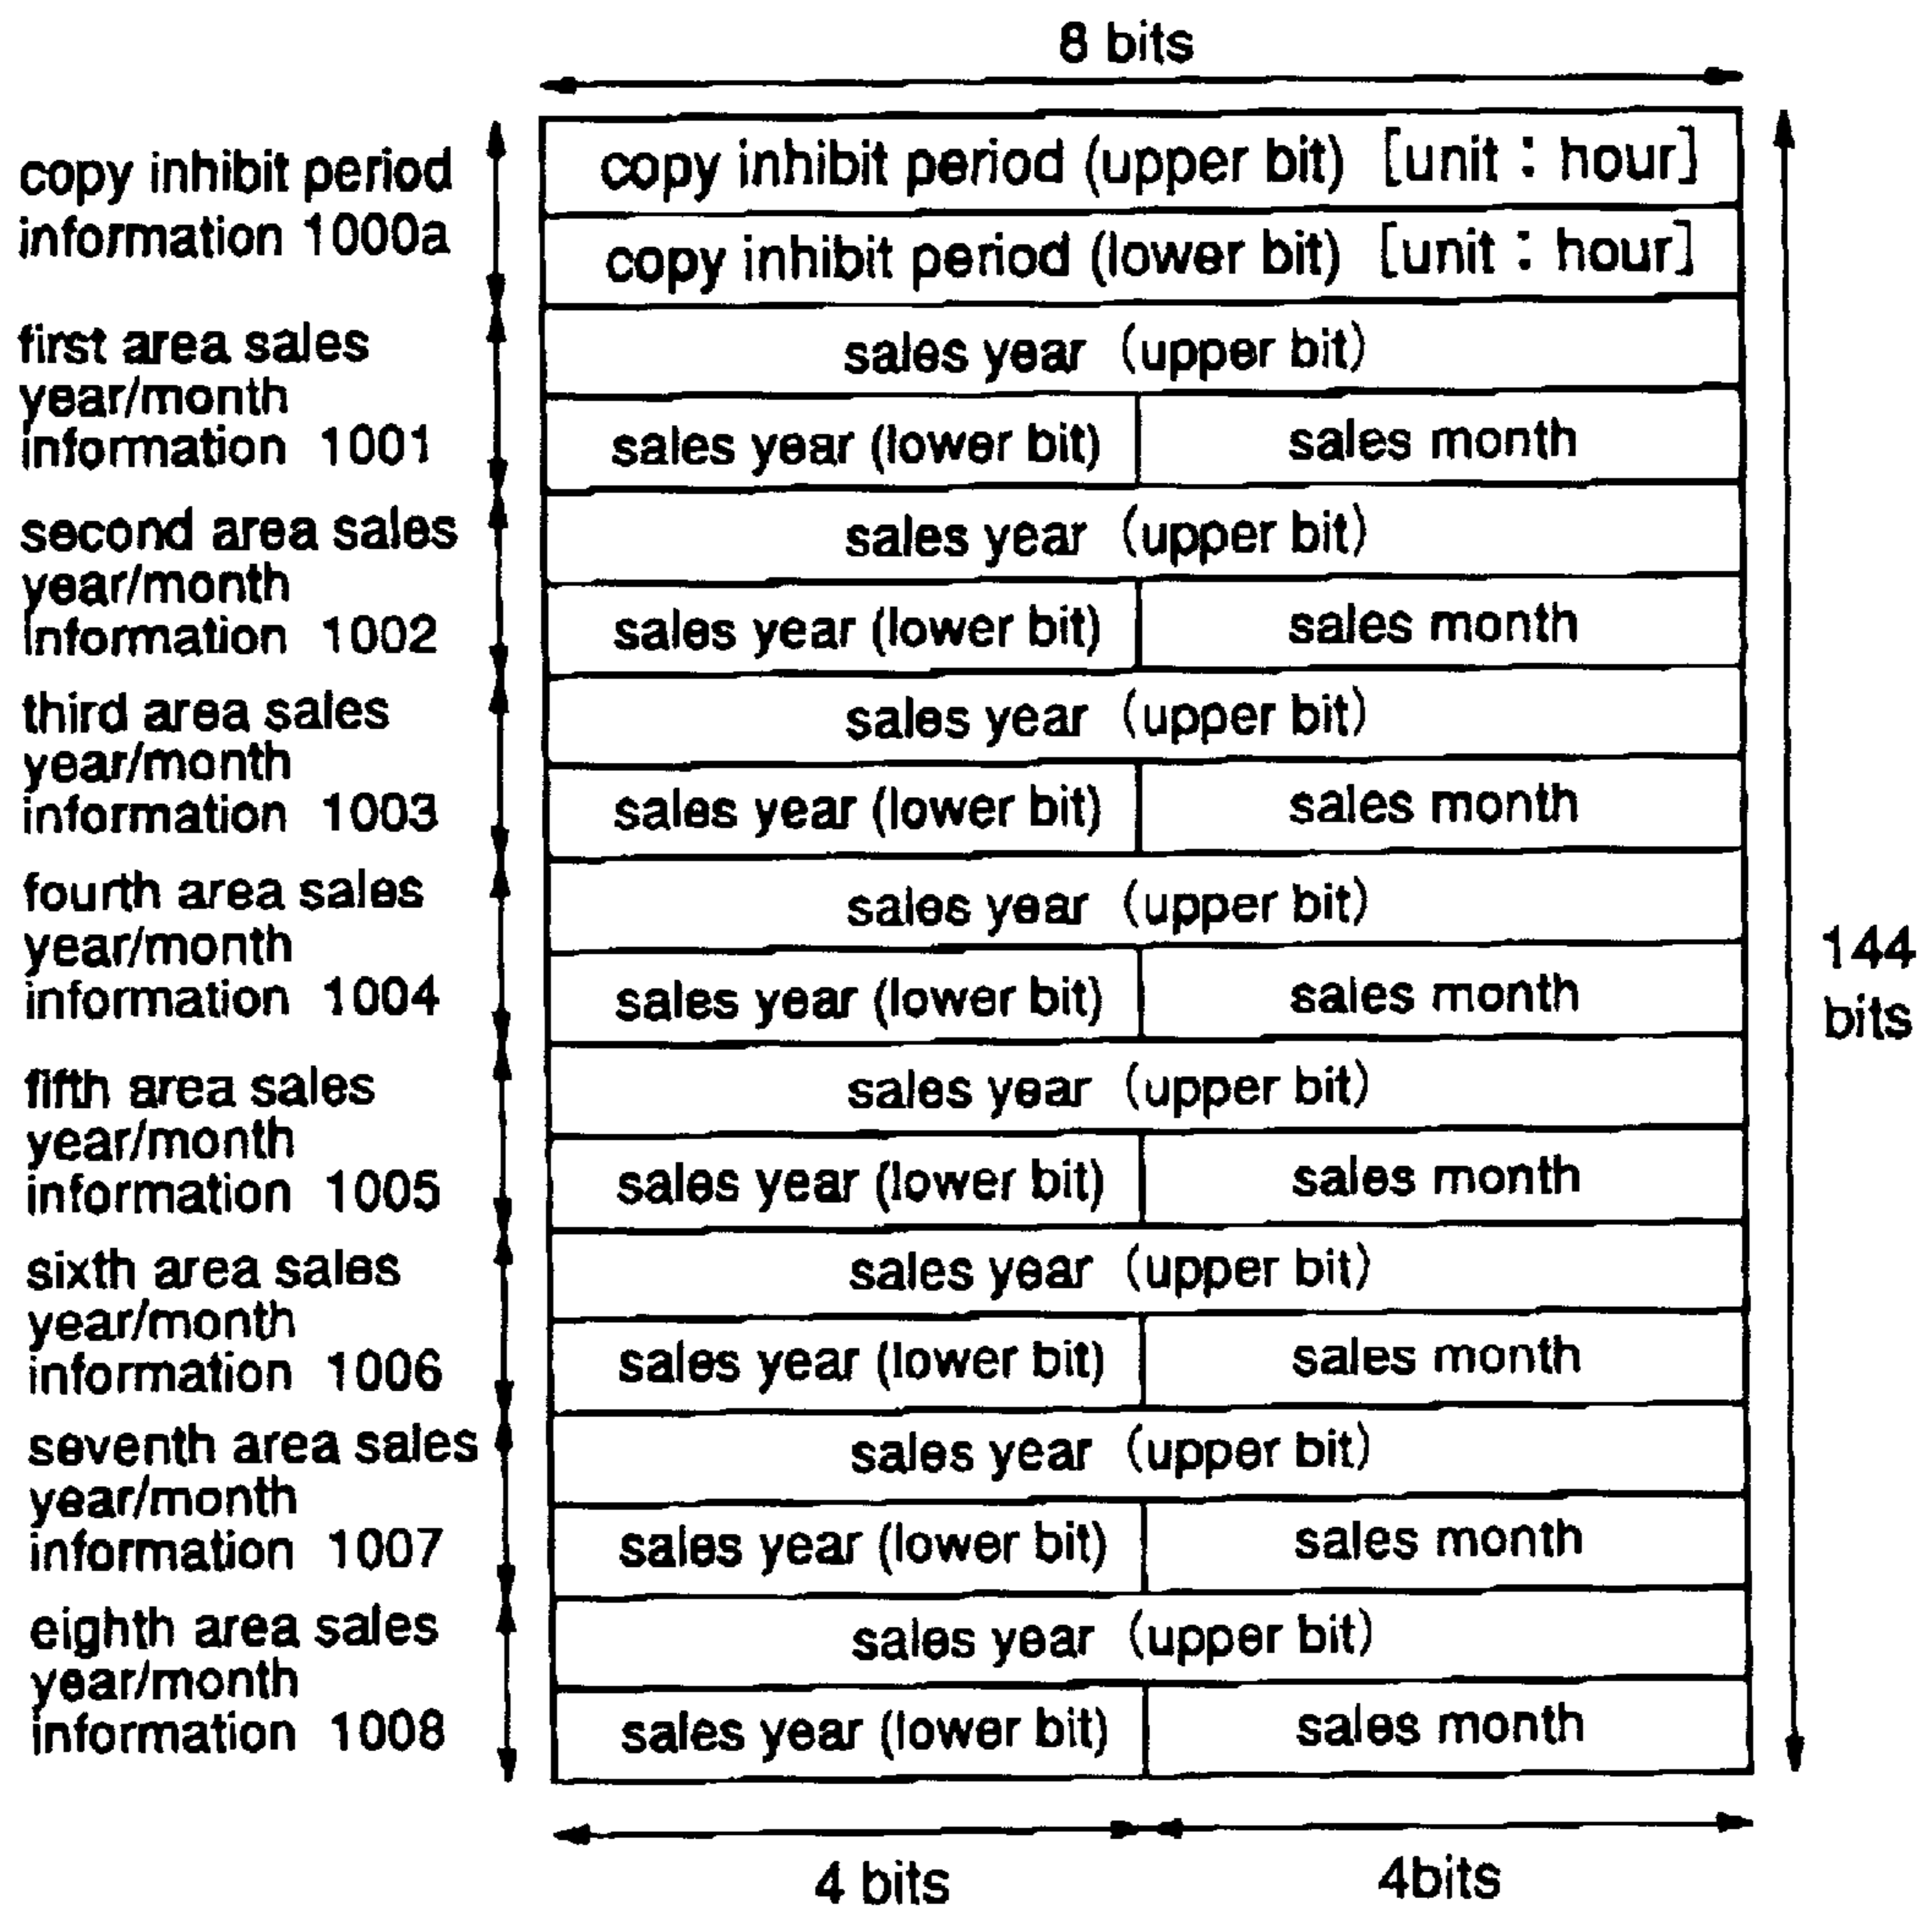 8 bits
copy inhibit period
information 1000a
copy inhibit period (upper bit) [unit : hour]
copy inhibit period (lower bit) [unit : hour]
first area sales
year/month
information 1001
sales year (upper bit)
sales year (lower bit) sales month
second area sales
year/month
information 1002
sales year (upper bit)
sales year (lower bit) sales month
third area sales
year/month
information 1003
sales year (upper bit)
sales year (lower bit) sales month
fourth area sales
year/month
information 1004
sales year (upper bit)
sales year (lower bit) sales month
144
bits
fifth area sales
year/month
information 1005
sales year (upper bit)
sales year (lower bit) sales month
sixth area sales
year/month
information 1006
sales year (upper bit)
sales year (lower bit) sales month
seventh area sales
year/month
information 1007
sales year (upper bit)
sales year (lower bit) sales month
eighth area sales
year/month
information 1008
sales year (upper bit)
sales year (lower bit) sales month
4 bits 4bits